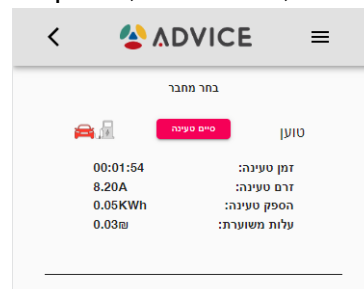 ADVICE
בחר מחבר
טוען סיים טעינה
זמן טעינה: 00:01:54
זרם טעינה: 8.20A
הספק טעינה: 0.05KWh
עלות משוערת: 0.03₪